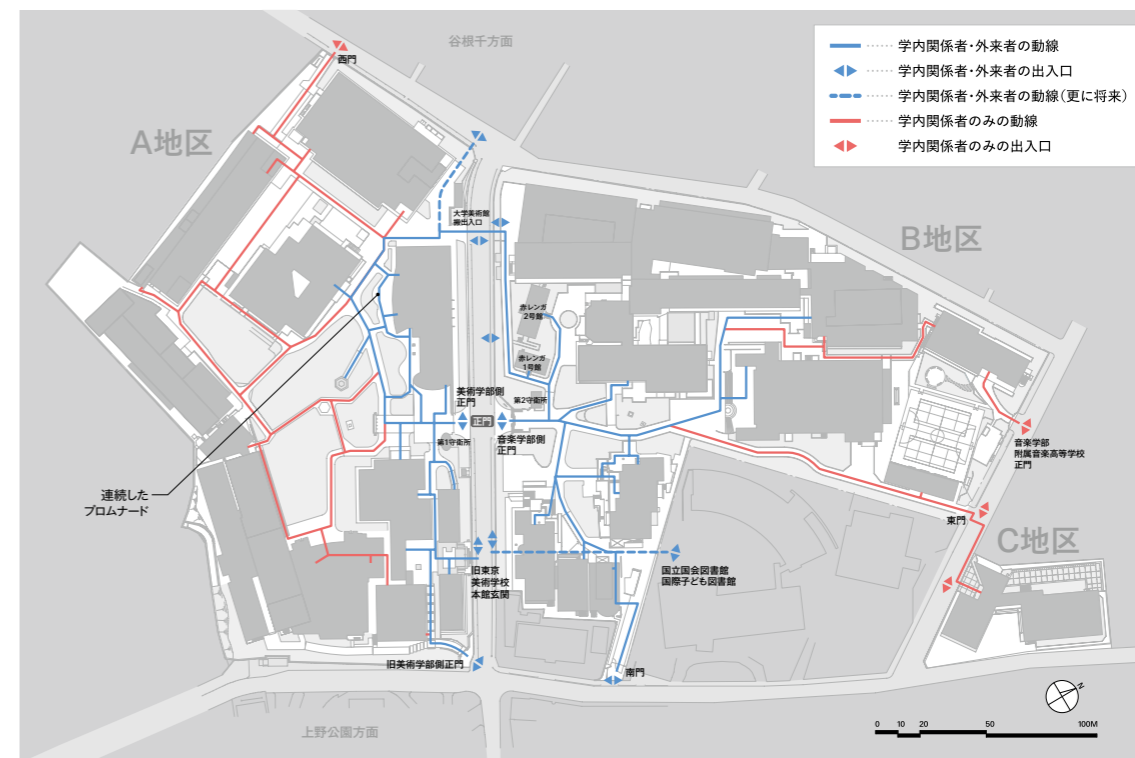 谷根千方面
西門
A地区
学内関係者・外来者の動線
学内関係者・外来者の出入口
学内関係者・外来者の動線(更に将来)
学内関係者のみの動線
学内関係者のみの出入口
大学美術館
搬出入口
B地区
赤レンガ
2号館
赤レンガ
1号館
美術学部側
正門
第2守衛所
正門
第1守衛所
音楽学部側
正門
音楽学部
附属音楽高等学校
正門
連続した
プロムナード
東門
C地区
旧東京
美術学校
本館玄関
国立国会図書館
国際子ども図書館
旧美術学部側正門
南門
上野公園方面
N
0 10 20 50 100M